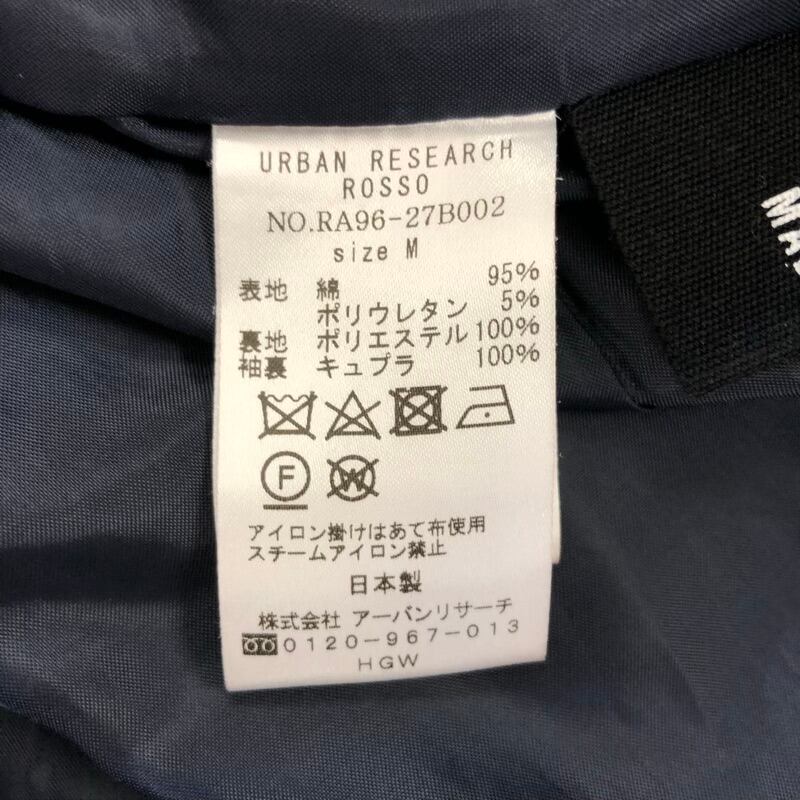 URBAN RESEARCH
ROSSO
NO.RA96-27B002
size M
表地 綿 95%
ポリウレタン 5%
裏地 ポリエステル 100%
袖裏 キュプラ 100%
F W
アイロン掛けはあて布使用
スチームアイロン禁止
日本製
株式会社 アーバンリサーチ
0120-967-013
HGW